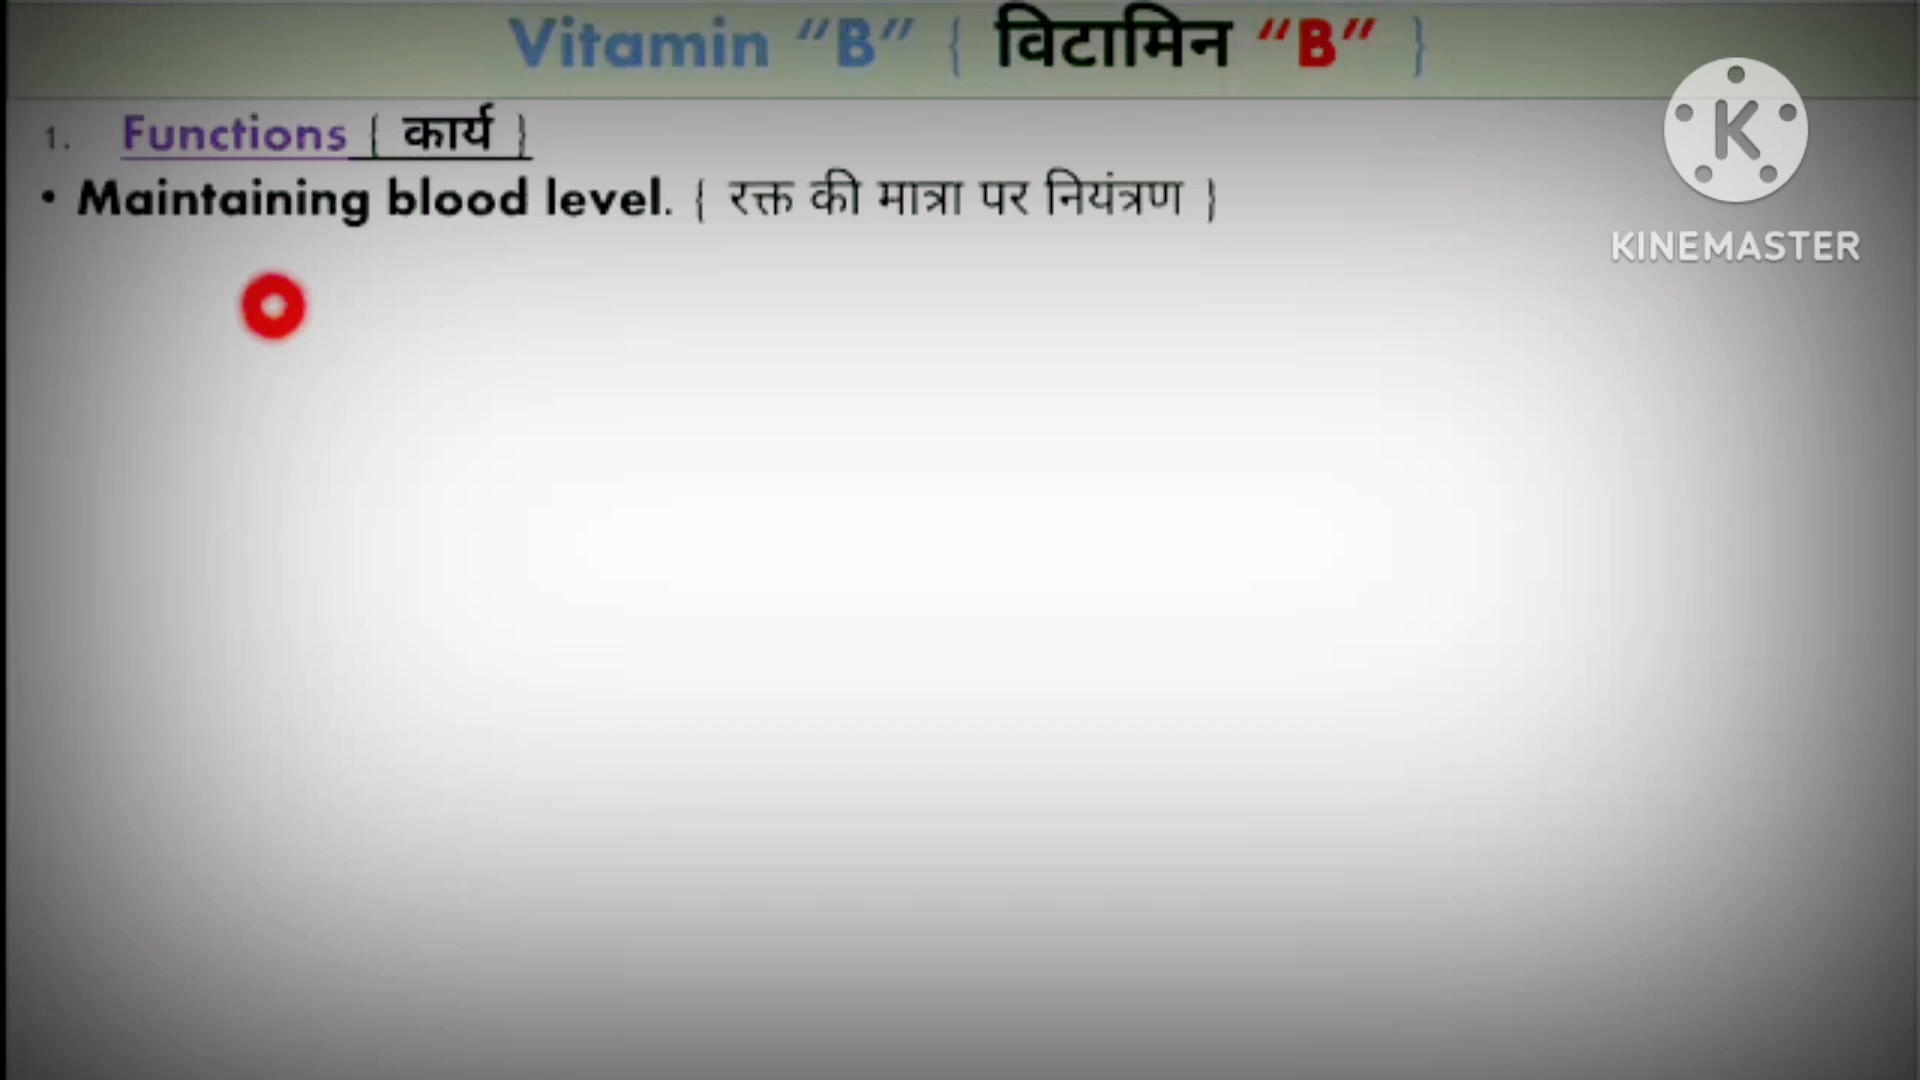 Vitamin “B” { विटामिन “B” }
1. Functions { कार्य }
• Maintaining blood level. { रक्त की मात्रा पर नियंत्रण }
K
KINEMASTER